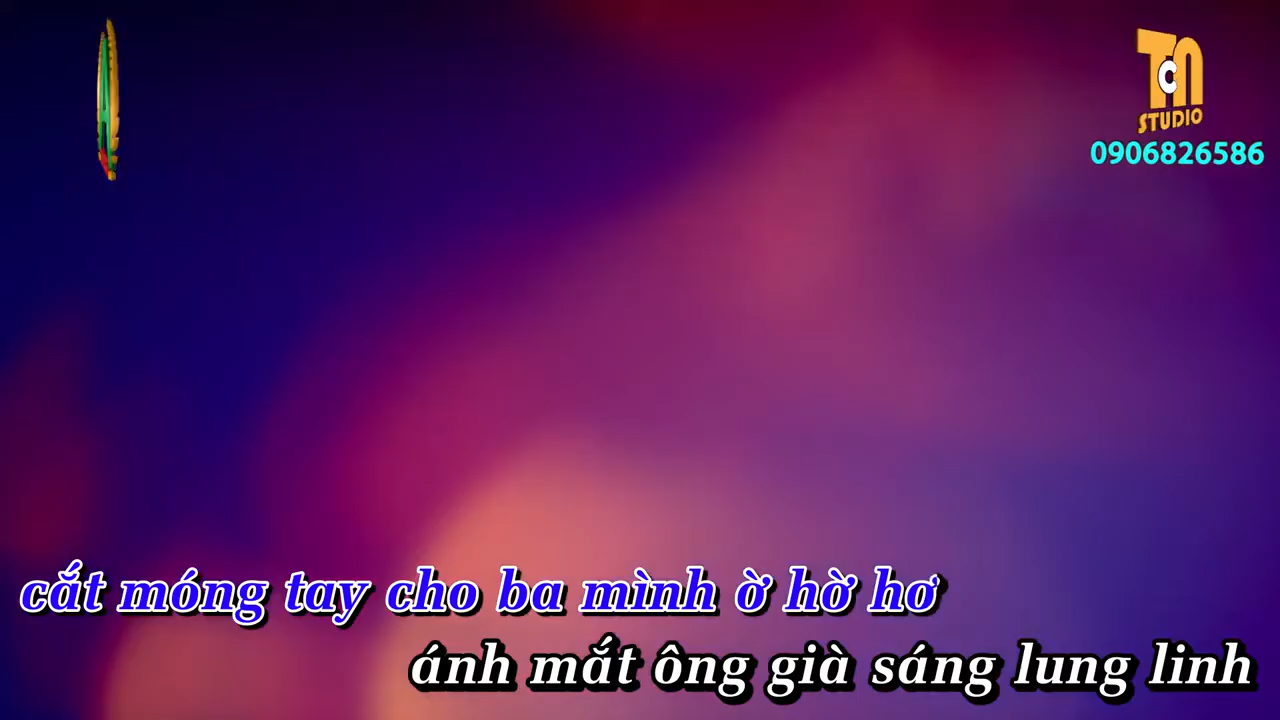 TCN
STUDIO
0906826586
cắt móng tay cho ba mình ờ hờ hơ
ánh mắt ông già sáng lung linh